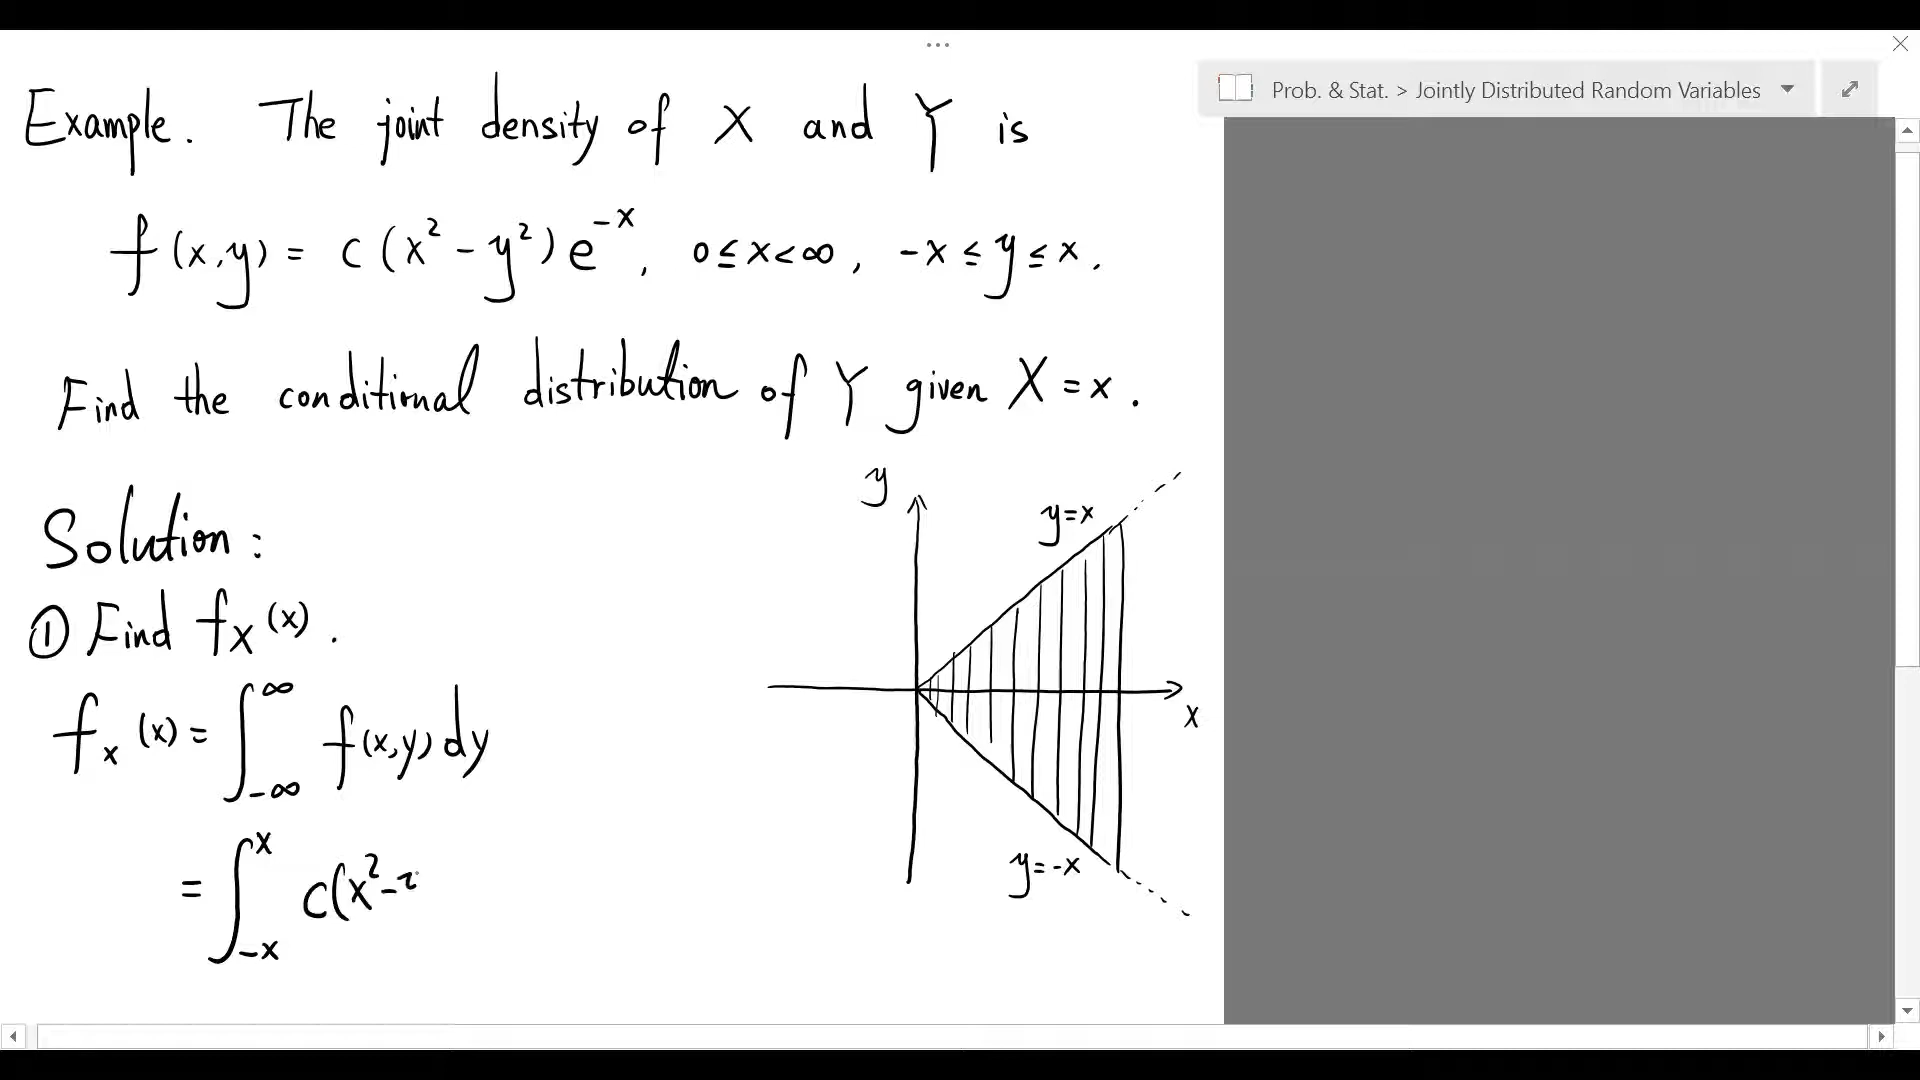 Prob. & Stat. > Jointly Distributed Random Variables
Example. The joint density of X and Y is
f(x,y) = c(x² - y²)e^{-x}, 0 ≤ x < ∞, -x ≤ y ≤ x.
Find the conditional distribution of Y given X = x.
Solution:
① Find f_X(x).
f_x(x) = ∫_{-∞}^{∞} f(x,y) dy
= ∫_{-x}^{x} c(x² -
y
y=x
x
y=-x